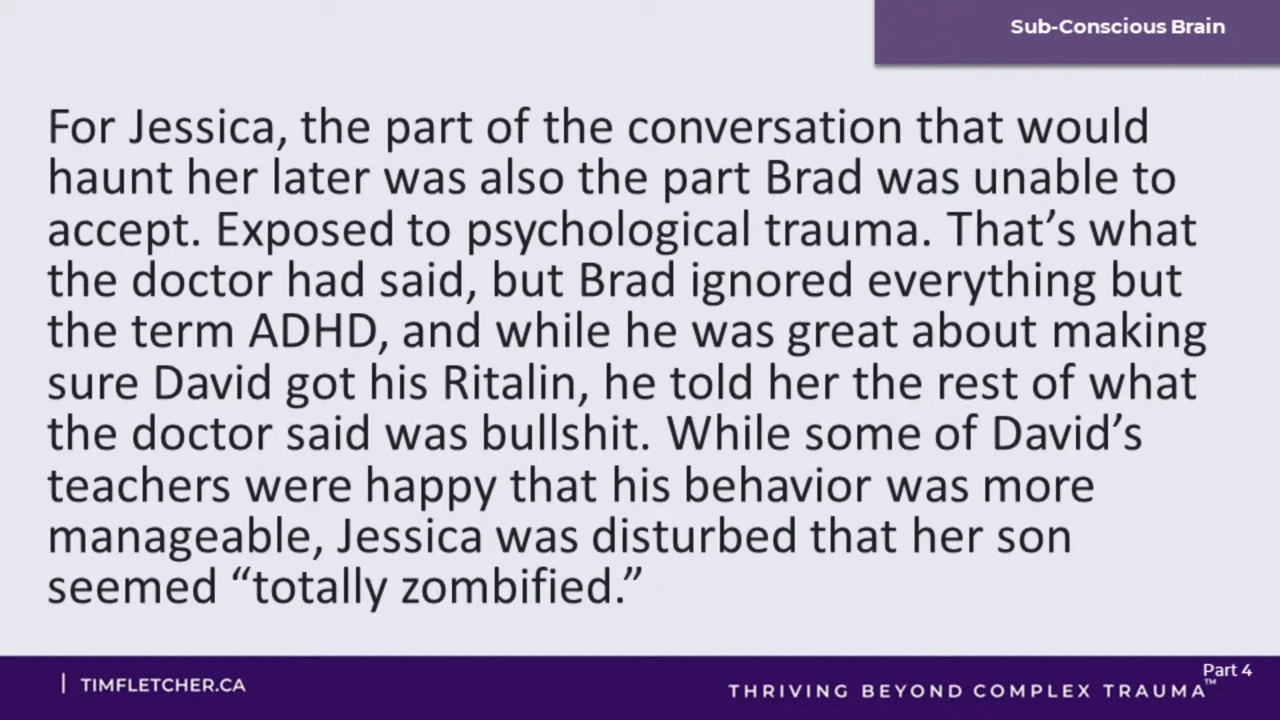 Sub-Conscious Brain
For Jessica, the part of the conversation that would
haunt her later was also the part Brad was unable to
accept. Exposed to psychological trauma. That’s what
the doctor had said, but Brad ignored everything but
the term ADHD, and while he was great about making
sure David got his Ritalin, he told her the rest of what
the doctor said was bullshit. While some of David’s
teachers were happy that his behavior was more
manageable, Jessica was disturbed that her son
seemed “totally zombified.”
| TIMFLETCHER.CA
Part 4
THRIVING BEYOND COMPLEX TRAUMA™